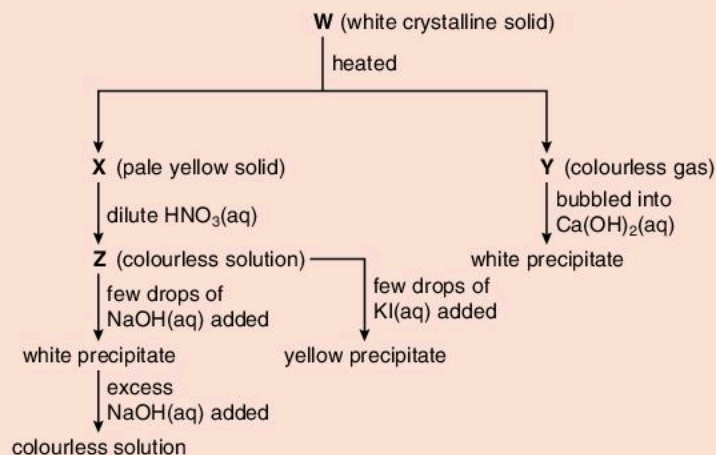 W (white crystalline solid)
heated
X (pale yellow solid)
Y (colourless gas)
dilute HNO₃(aq)
bubbled into
Ca(OH)₂(aq)
Z (colourless solution)
white precipitate
few drops of
NaOH(aq) added
few drops of
KI(aq) added
white precipitate
yellow precipitate
excess
NaOH(aq) added
colourless solution